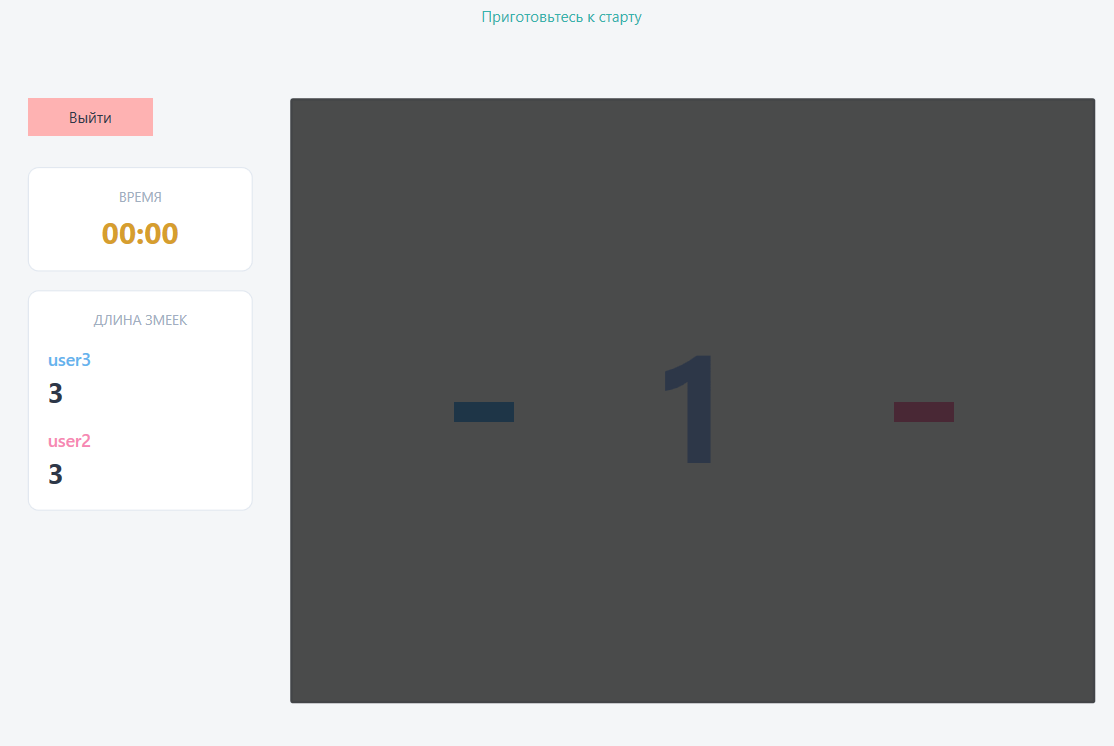 Приготовьтесь к старту
Выйти
ВРЕМЯ
00:00
ДЛИНА ЗМЕЕК
user3
3
user2
3
1